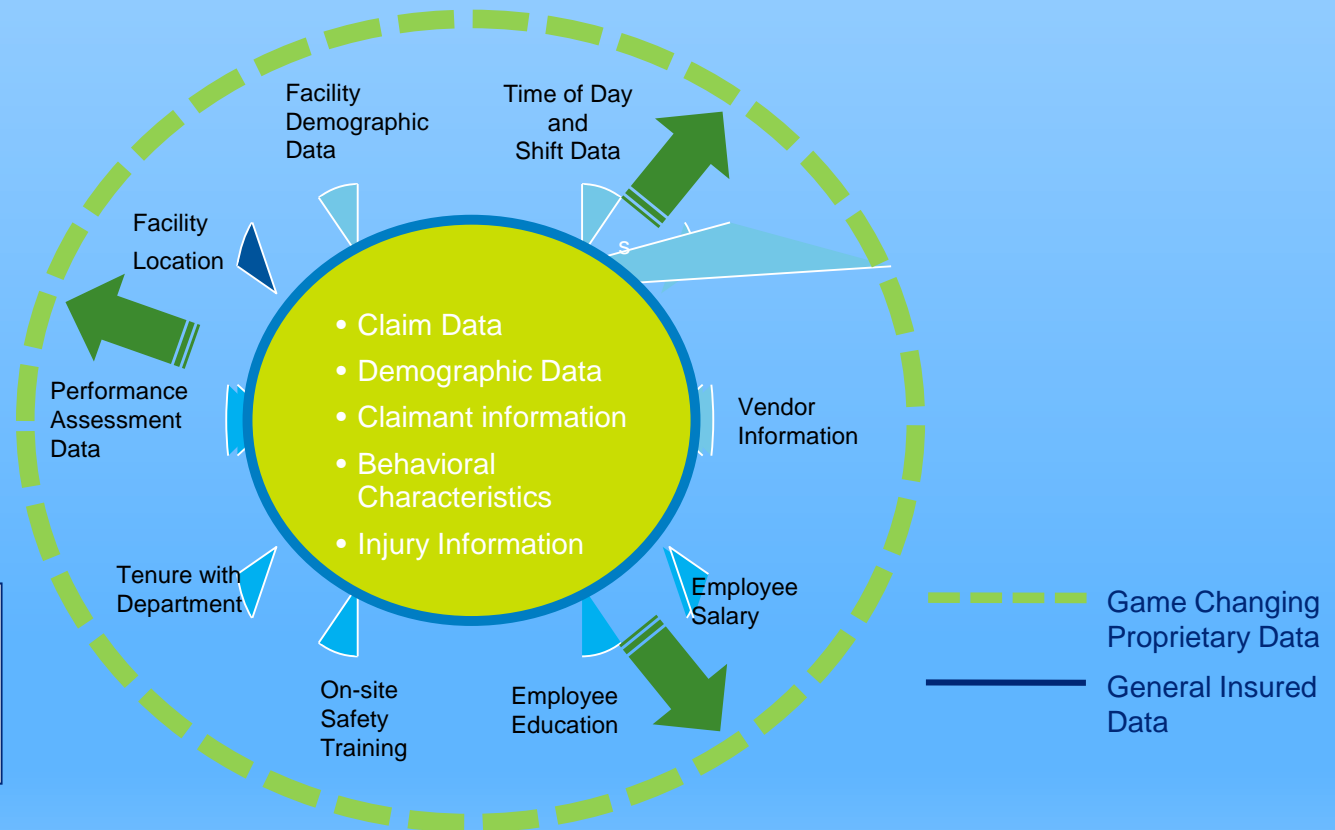 Facility
Demographic
Data
Time of Day
and
Shift Data
Facility
Location
s
• Claim Data
• Demographic Data
• Claimant information
• Behavioral
Characteristics
• Injury Information
Performance
Assessment
Data
Vendor
Information
Tenure with
Department
Employee
Salary
On-site
Safety
Training
Employee
Education
Game Changing
Proprietary Data
General Insured
Data